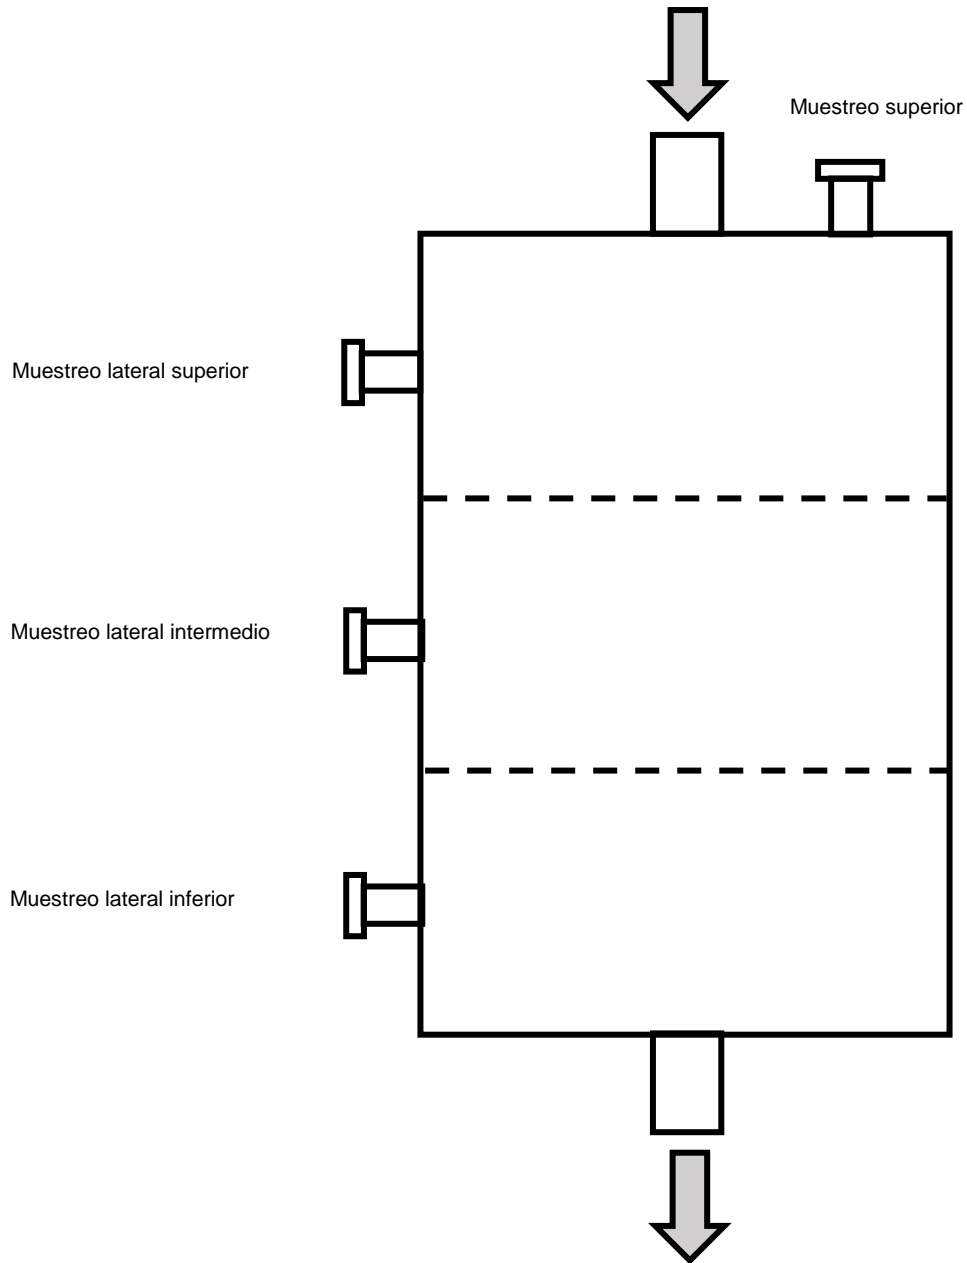 Muestreo superior
Muestreo lateral superior
Muestreo lateral intermedio
Muestreo lateral inferior